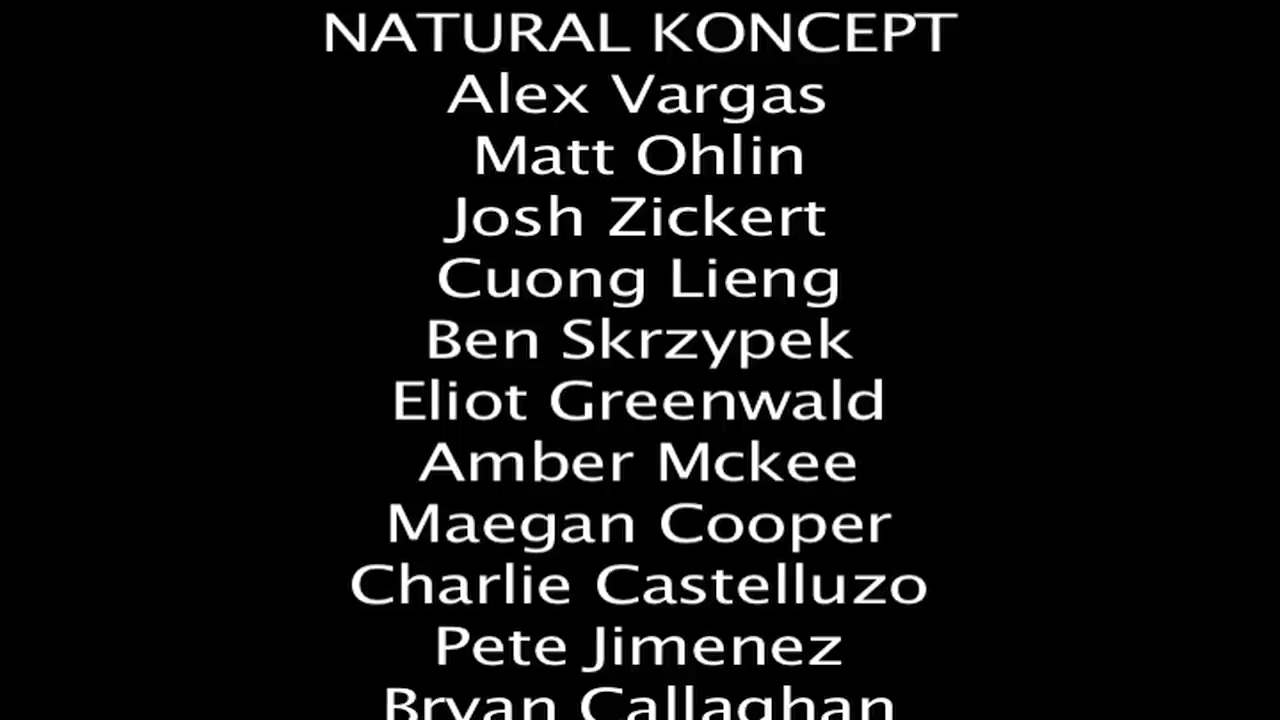 NATURAL KONCEPT
Alex Vargas
Matt Ohlin
Josh Zickert
Cuong Lieng
Ben Skrzypek
Eliot Greenwald
Amber Mckee
Maegan Cooper
Charlie Castelluzo
Pete Jimenez
Bryan Callaghan